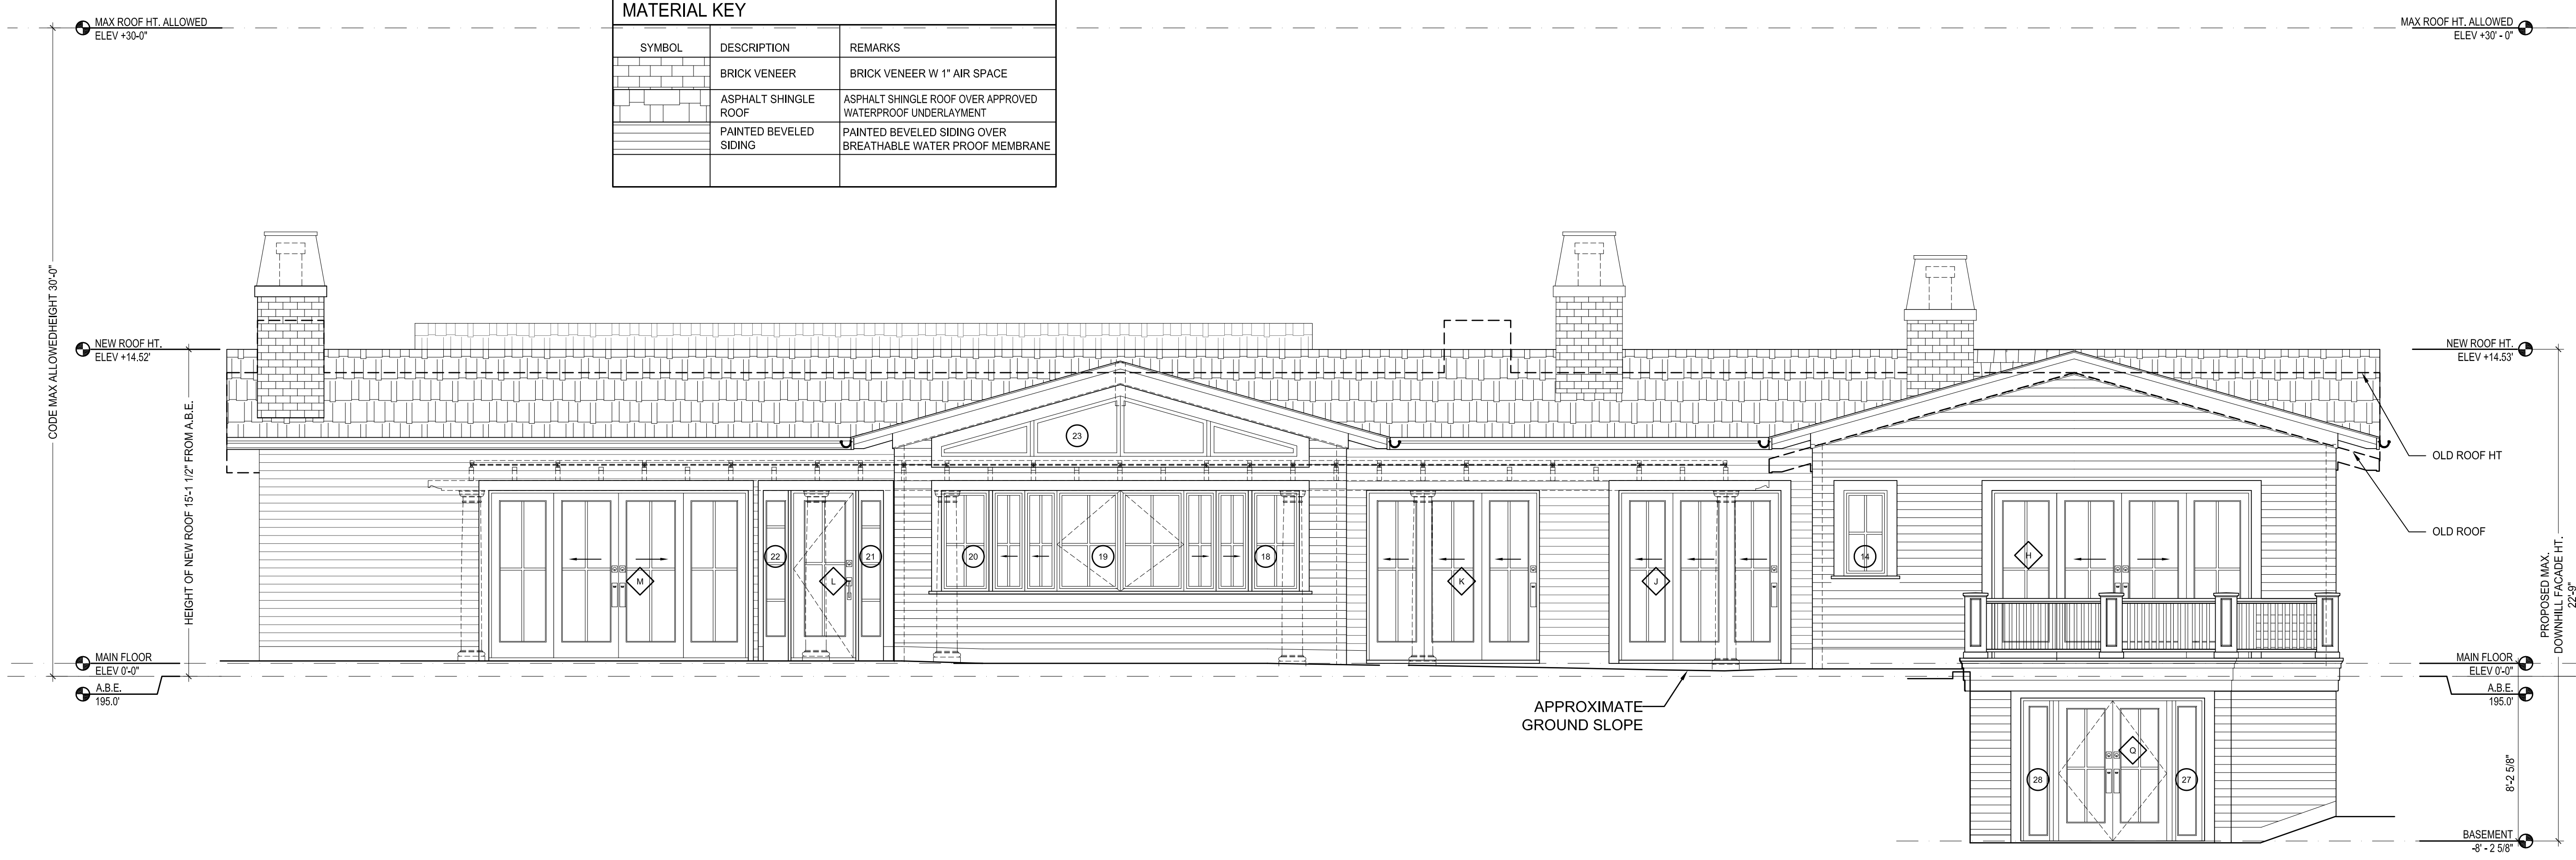 MATERIAL KEY
SYMBOL DESCRIPTION REMARKS
BRICK VENEER BRICK VENEER W 1" AIR SPACE
ASPHALT SHINGLE ROOF
ASPHALT SHINGLE ROOF OVER APPROVED
WATERPROOF UNDERLAYMENT
PAINTED BEVELED SIDING
PAINTED BEVELED SIDING OVER
BREATHABLE WATER PROOF MEMBRANE
MAX ROOF HT. ALLOWED
ELEV +30-0"
MAX ROOF HT. ALLOWED
ELEV +30' - 0"
CODE MAX ALLOWEDHEIGHT 30'-0"
NEW ROOF HT.
ELEV +14.52'
HEIGHT OF NEW ROOF 15'-1 1/2" FROM A.B.E.
NEW ROOF HT.
ELEV +14.53'
23
OLD ROOF HT
OLD ROOF
M
22
L
21
20
19
18
K
J
14
H
PROPOSED MAX.
DOWNHILL FACADE HT.
22'-9"
MAIN FLOOR
ELEV 0'-0"
A.B.E.
195.0'
MAIN FLOOR
ELEV 0'-0"
A.B.E.
195.0'
APPROXIMATE
GROUND SLOPE
28
Q
27
8'-2 5/8"
BASEMENT
-8' - 2 5/8"